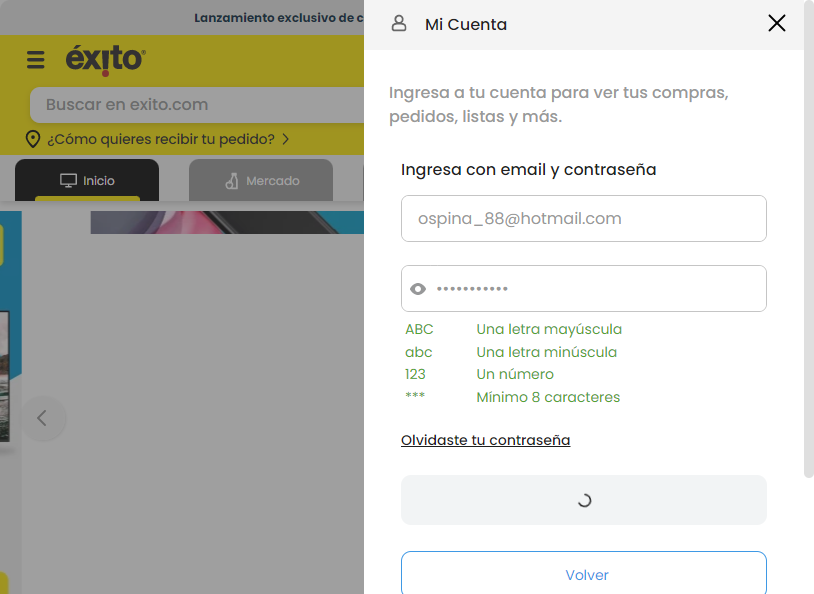 Lanzamiento exclusivo de c
éxito
Buscar en exito.com
¿Cómo quieres recibir tu pedido?
Inicio
Mercado
Mi Cuenta
Ingresa a tu cuenta para ver tus compras,
pedidos, listas y más.
Ingresa con email y contraseña
ospina_88@hotmail.com
•••••••••••
ABC Una letra mayúscula
abc Una letra minúscula
123 Un número
*** Mínimo 8 caracteres
Olvidaste tu contraseña
Volver